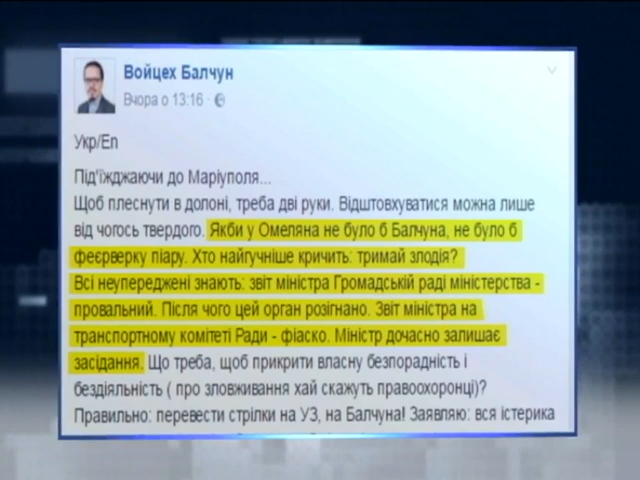 Войцех Балчун
Вчора о 13:16 ·
Укр/En
Під'їжджаючи до Маріуполя...
Щоб плеснути в долоні, треба дві руки. Відштовхуватися можна лише
від чогось твердого. Якби у Омеляна не було б Балчуна, не було б
феєрверку піару. Хто найгучніше кричить: тримай злодія?
Всі неупереджені знають: звіт міністра Громадській раді міністерства -
провальний. Після чого цей орган розігнано. Звіт міністра на
транспортному комітеті Ради - фіаско. Міністр дочасно залишає
засідання. Що треба, щоб прикрити власну безпорадність і
бездіяльність ( про зловживання хай скажуть правоохоронці)?
Правильно: перевести стрілки на УЗ, на Балчуна! Заявляю: вся істерика